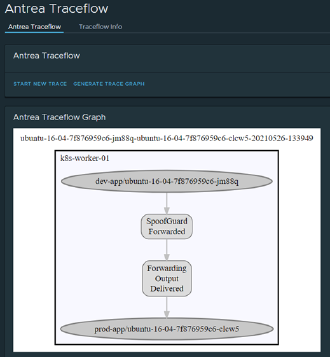 Antrea Traceflow
Antrea Traceflow Traceflow Info
Antrea Traceflow
START NEW TRACE GENERATE TRACE GRAPH
Antrea Traceflow Graph
ubuntu-16-04-7f876959c6-jm88q-ubuntu-16-04-7f876959c6-clcw5-20210526-133949
k8s-worker-01
dev-app/ubuntu-16-04-7f876959c6-jm88q
SpoofGuard
Forwarded
Forwarding
Output
Delivered
prod-app/ubuntu-16-04-7f876959c6-clcw5